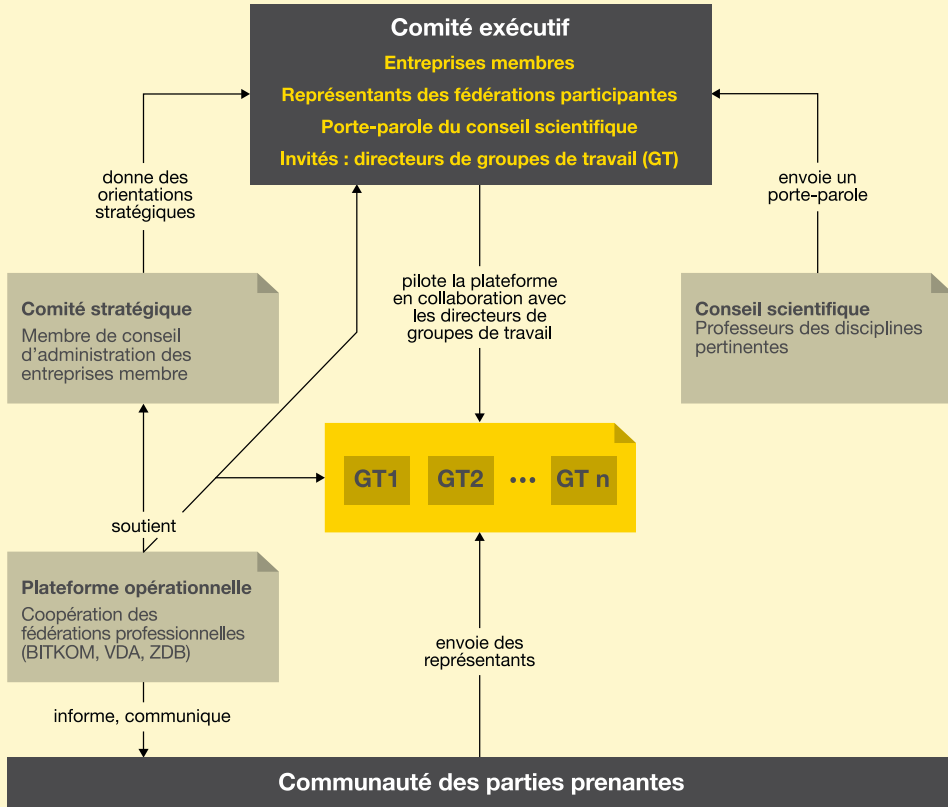 Comité exécutif
Entreprises membres
Représentants des fédérations participantes
Porte-parole du conseil scientifique
Invités : directeurs de groupes de travail (GT)
donne des
orientations
stratégiques
envoie un
porte-parole
pilote la plateforme
en collaboration avec
les directeurs de
groupes de travail
Comité stratégique
Membre de conseil
d'administration des
entreprises membre
Conseil scientifique
Professeurs des disciplines
pertinentes
GT1
GT2
...
GT n
soutient
Plateforme opérationnelle
Coopération des
fédérations professionnelles
(BITKOM, VDA, ZDB)
envoie des
représentants
informe, communique
Communauté des parties prenantes